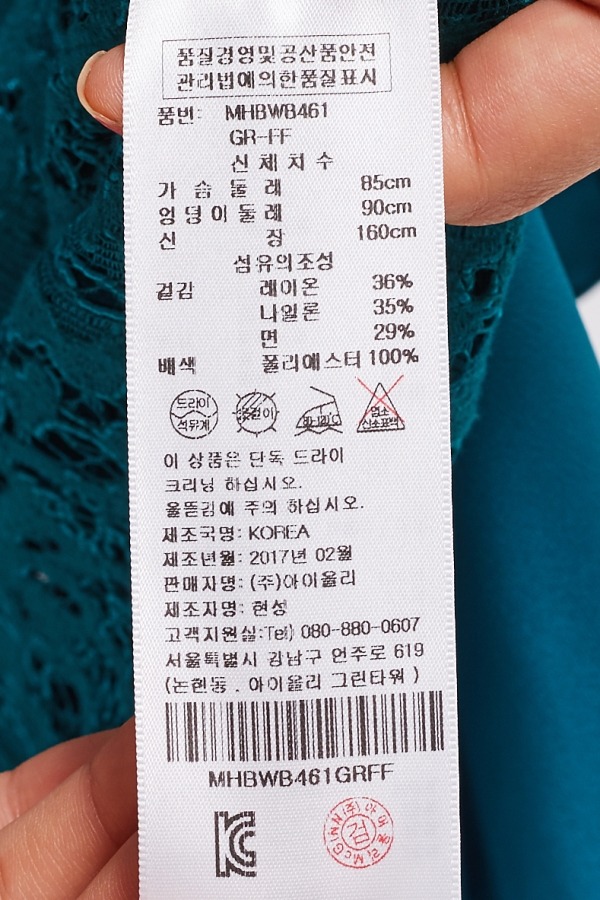 품질경영및공산품안전
관리법에의한품질표시
품번: MHBWB461
GR-FF
신체치수
가슴둘레 85cm
엉덩이둘레 90cm
신장 160cm
섬유의조성
겉감 레이온 36%
나일론 35%
면 29%
배색 폴리에스터 100%
드라이
석유계
염소
산소표백
이 상품은 단독 드라이
크리닝 하십시오.
올뜯김에 주의 하십시오.
제조국명: KOREA
제조년월: 2017년 02월
판매자명: (주)아이올리
제조자명: 현성
고객지원실:Tel) 080-880-0607
서울특별시 강남구 언주로 619
(논현동 . 아이올리 그린타워 )
MHBWB461GRFF
검